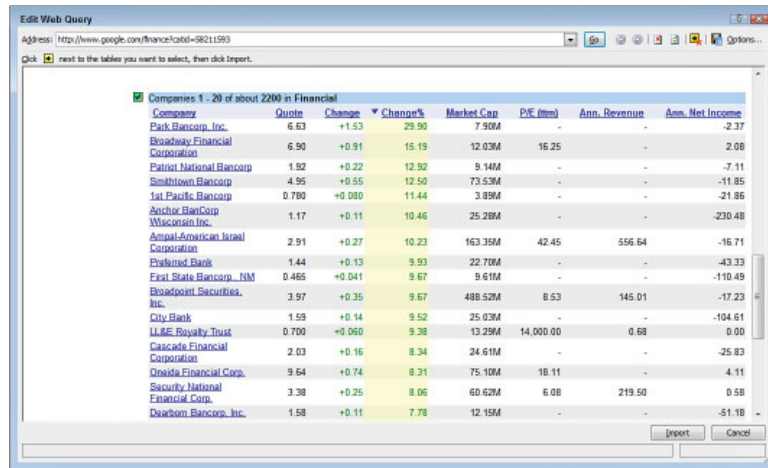 Edit Web Query
Address: http://www.google.com/finance?catid=58211593 Go Options...
Click next to the tables you want to select, then click Import.
Companies 1 - 20 of about 2200 in Financial
Company Quote Change Change% Market Cap P/E (ttm) Ann. Revenue Ann. Net Income
Park Bancorp, Inc. 6.63 +1.53 29.90 7.90M - - -2.37
Broadway Financial
Corporation 6.90 +0.91 15.19 12.03M 16.25 - 2.08
Patriot National Bancorp 1.92 +0.22 12.92 9.14M - - -7.11
Smithtown Bancorp 4.95 +0.55 12.50 73.53M - - -11.85
1st Pacific Bancorp 0.780 +0.080 11.44 3.89M - - -21.86
Anchor BanCorp
Wisconsin Inc. 1.17 +0.11 10.46 25.28M - - -230.48
Ampal-American Israel
Corporation 2.91 +0.27 10.23 163.35M 42.45 556.64 -16.71
Preferred Bank 1.44 +0.13 9.93 22.70M - - -43.33
First State Bancorp., NM 0.465 +0.041 9.67 9.61M - - -110.49
Broadpoint Securities,
Inc. 3.97 +0.35 9.67 488.52M 8.53 145.01 -17.23
City Bank 1.59 +0.14 9.52 25.03M - - -104.61
LL&E Royalty Trust 0.700 +0.060 9.38 13.29M 14,000.00 0.68 0.00
Cascade Financial
Corporation 2.03 +0.16 8.34 24.61M - - -25.83
Oneida Financial Corp. 9.64 +0.74 8.31 75.10M 18.11 - 4.11
Security National
Financial Corp. 3.38 +0.25 8.06 60.62M 6.08 219.50 0.58
Dearborn Bancorp, Inc. 1.58 +0.11 7.78 12.15M - - -51.18
Import Cancel